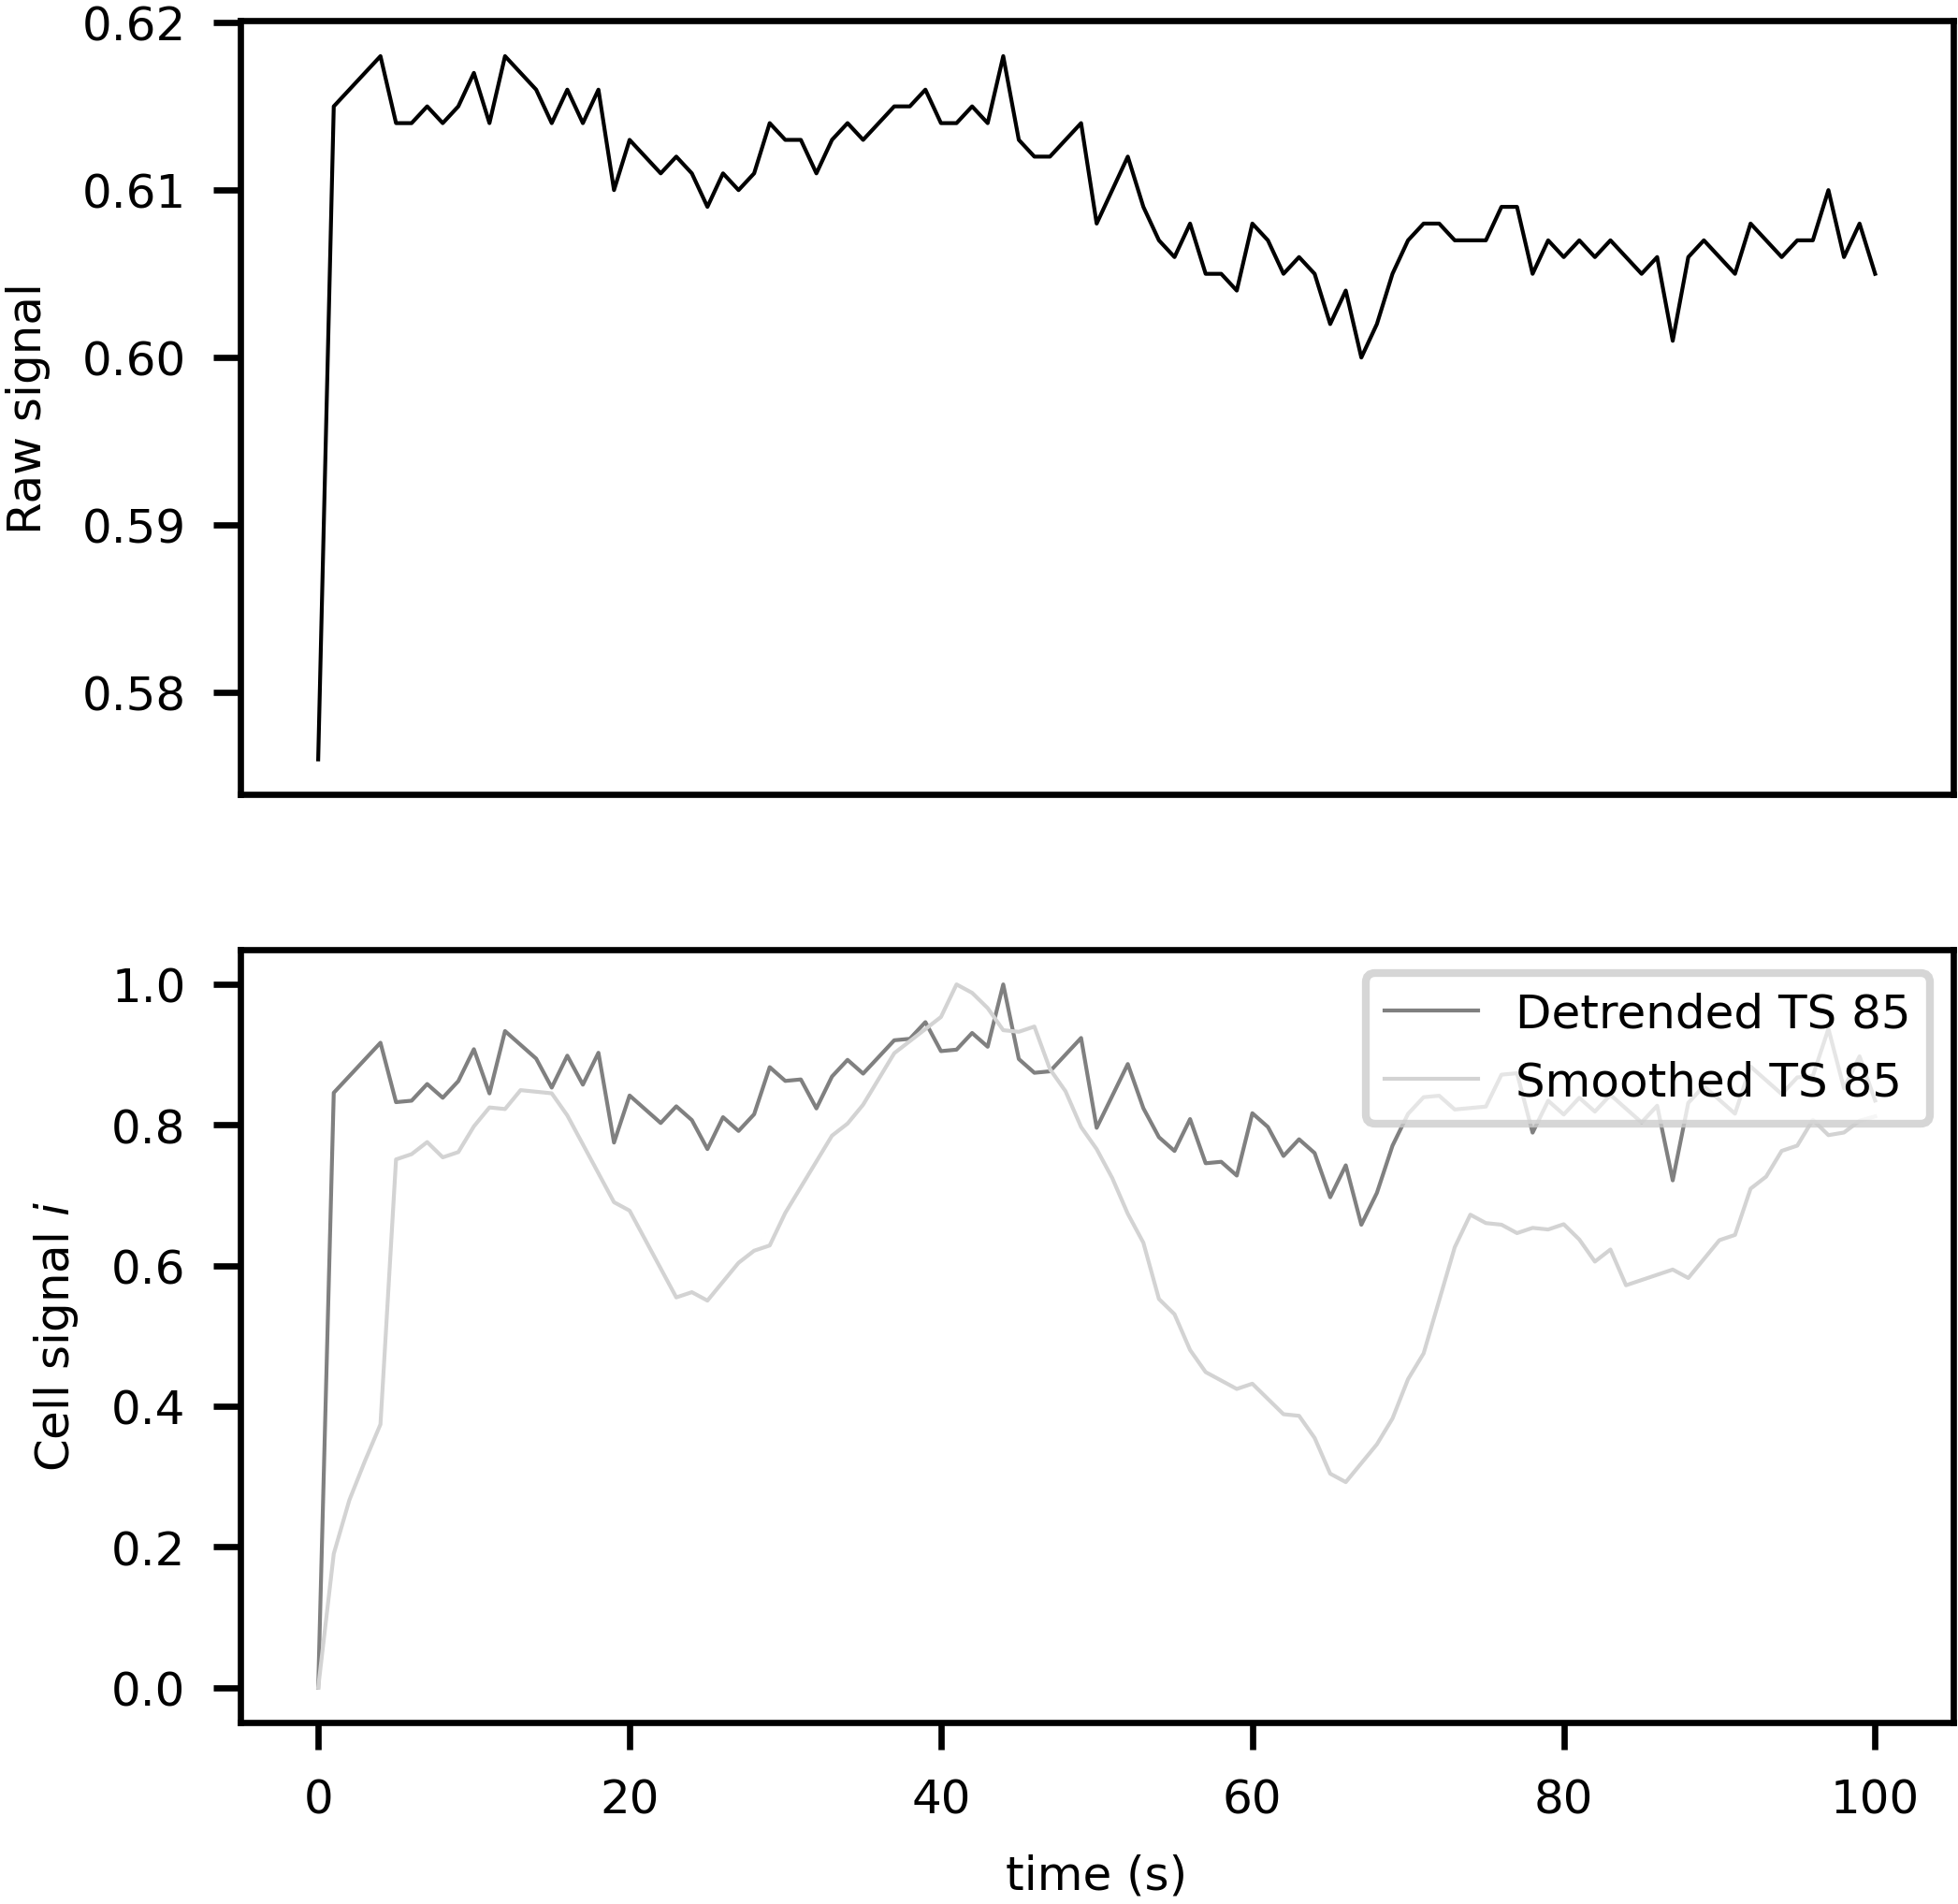 0.62
0.61
0.60
0.59
0.58
Raw signal
1.0
0.8
0.6
0.4
0.2
0.0
Cell signal i
Detrended TS 85
Smoothed TS 85
0 20 40 60 80 100
time (s)